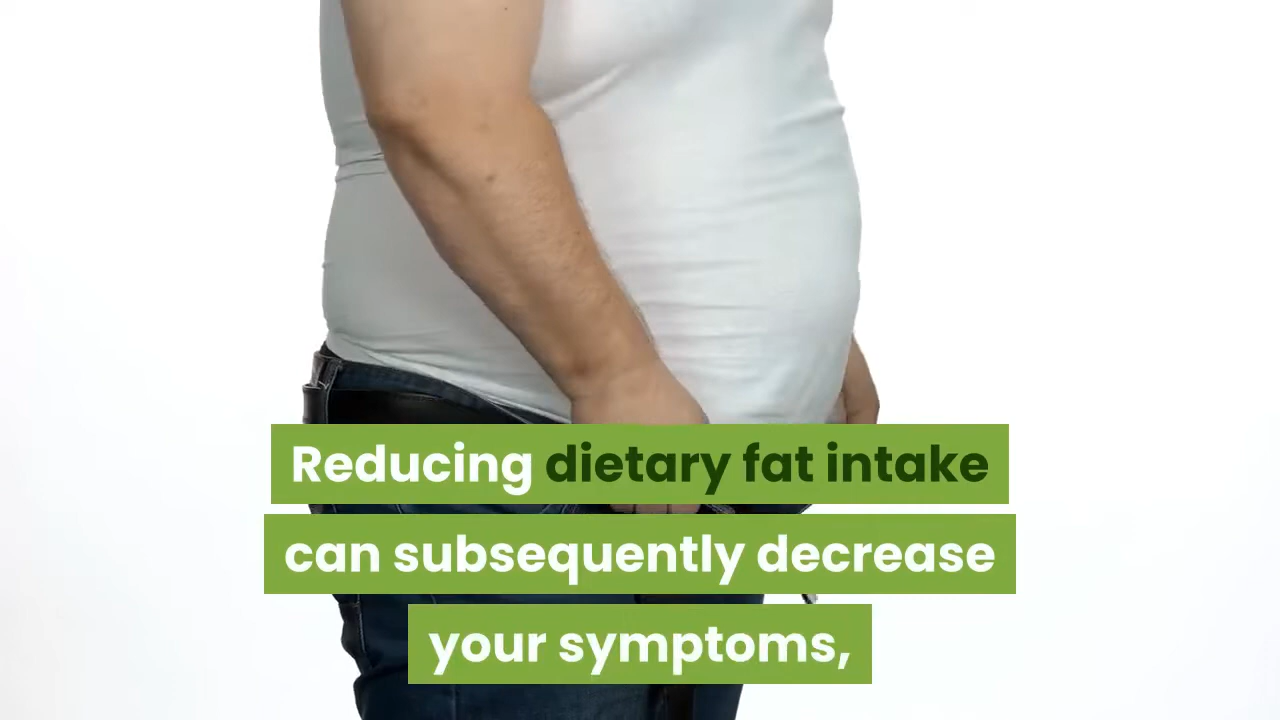 Reducing dietary fat intake
can subsequently decrease
your symptoms,